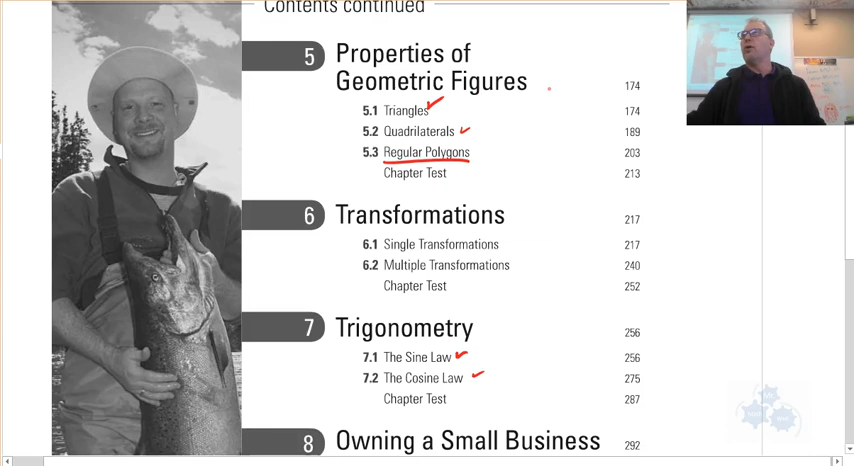 Contents continued
5 Properties of
Geometric Figures 174
5.1 Triangles 174
5.2 Quadrilaterals 189
5.3 Regular Polygons 203
Chapter Test 213
6 Transformations 217
6.1 Single Transformations 217
6.2 Multiple Transformations 240
Chapter Test 252
7 Trigonometry 256
7.1 The Sine Law 256
7.2 The Cosine Law 275
Chapter Test 287
8 Owning a Small Business 292